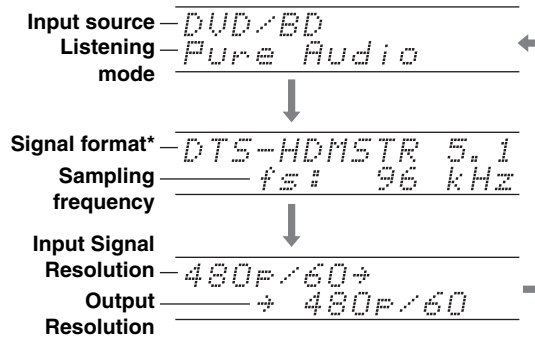 Input source
DVD/BD
Listening
mode
Pure Audio
Signal format*
DTS-HDMSTR 5.1
Sampling
frequency
fs: 96 kHz
Input Signal
Resolution
480p/60→
Output
Resolution
→ 480p/60